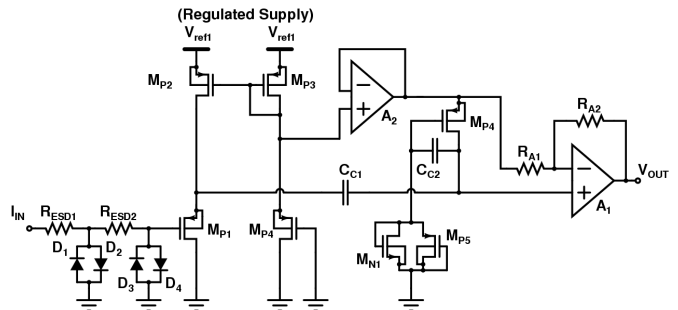 (Regulated Supply)
Vref1 Vref1
MP2 MP3
A2
MP4
RA2
RA1
CC1 CC2
VOUT
A1
IIN RESD1 RESD2
MP1 MP4
D1 D2
D3 D4
MN1 MP5